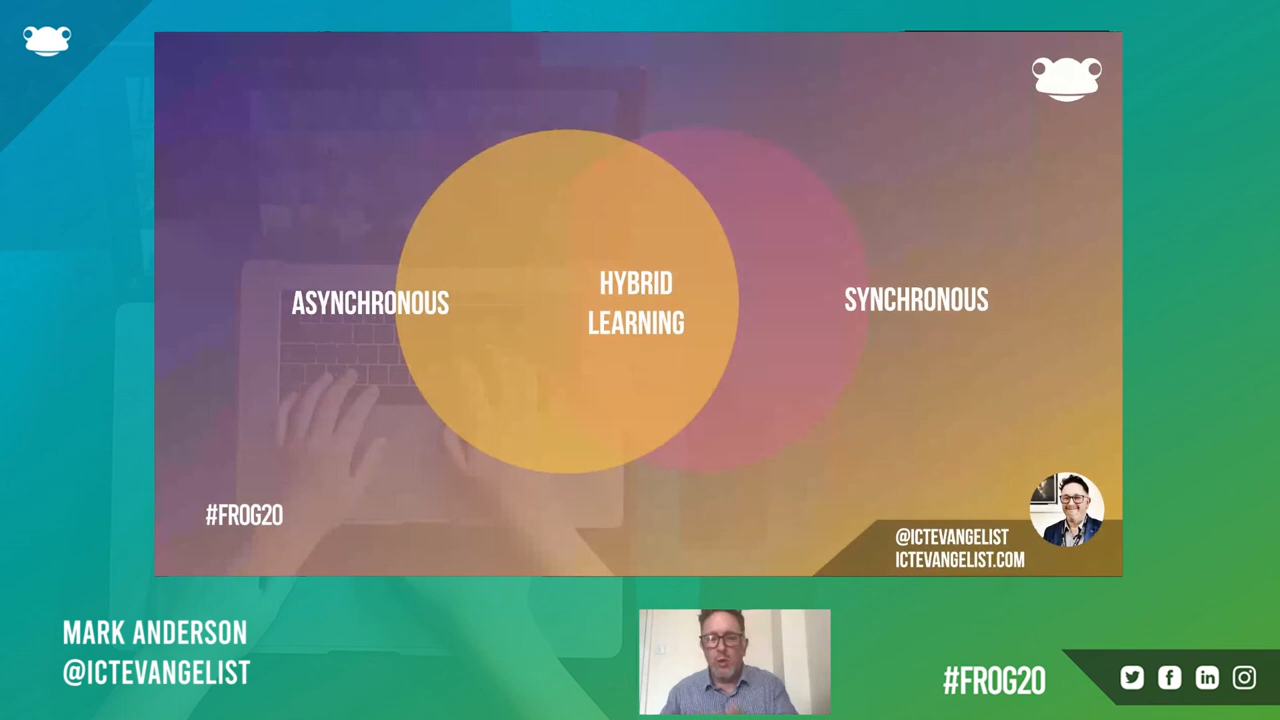 ASYNCHRONOUS
HYBRID
LEARNING
SYNCHRONOUS
#FROG20
@ICTEVANGELIST
ICTEVANGELIST.COM
MARK ANDERSON
@ICTEVANGELIST
#FROG20